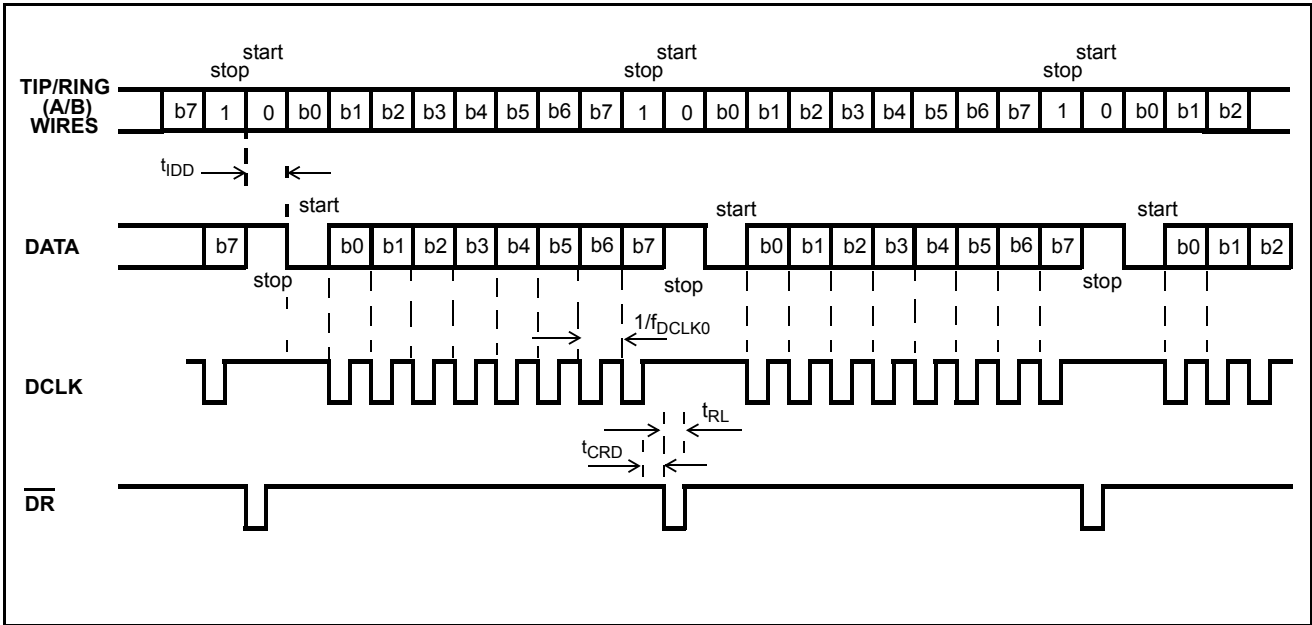 start start start
stop stop stop
TIP/RING
(A/B)
WIRES
b7 1 0 b0 b1 b2 b3 b4 b5 b6 b7 1 0 b0 b1 b2 b3 b4 b5 b6 b7 1 0 b0 b1 b2
tIDD
start start start
DATA
b7 b0 b1 b2 b3 b4 b5 b6 b7 b0 b1 b2 b3 b4 b5 b6 b7 b0 b1 b2
stop stop stop
1/fDCLK0
DCLK
tRL
tCRD
DR